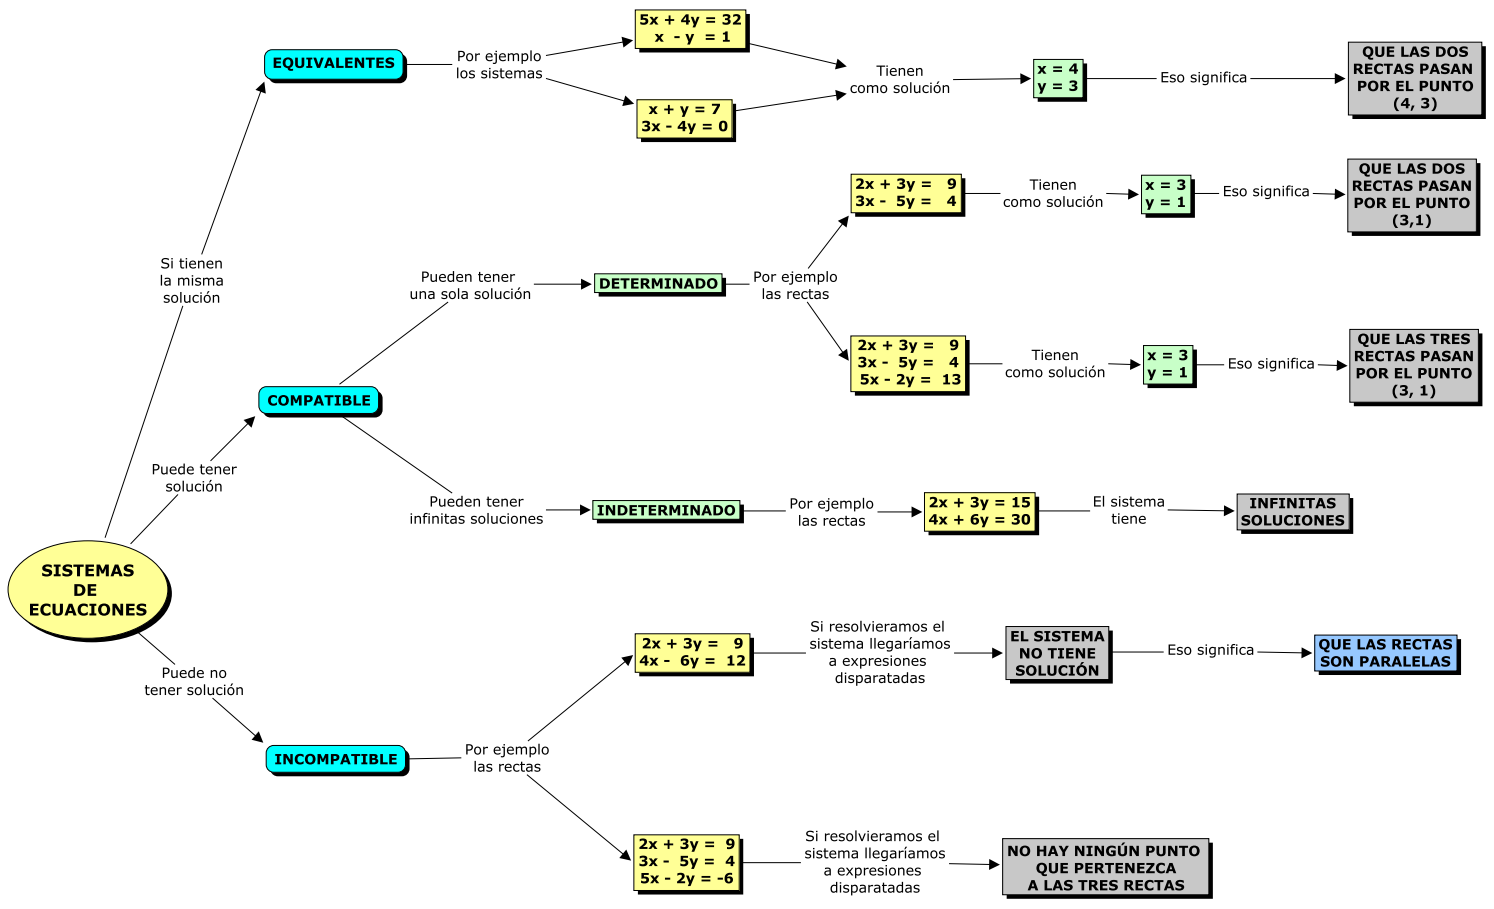 SISTEMAS
DE
ECUACIONES
Si tienen
la misma
solución
EQUIVALENTES
Por ejemplo
los sistemas
5x + 4y = 32
x - y = 1
x + y = 7
3x - 4y = 0
Tienen
como solución
x = 4
y = 3
Eso significa
QUE LAS DOS
RECTAS PASAN
POR EL PUNTO
(4, 3)
Puede tener
solución
COMPATIBLE
Pueden tener
una sola solución
DETERMINADO
Por ejemplo
las rectas
2x + 3y = 9
3x - 5y = 4
Tienen
como solución
x = 3
y = 1
Eso significa
QUE LAS DOS
RECTAS PASAN
POR EL PUNTO
(3,1)
2x + 3y = 9
3x - 5y = 4
5x - 2y = 13
Tienen
como solución
x = 3
y = 1
Eso significa
QUE LAS TRES
RECTAS PASAN
POR EL PUNTO
(3, 1)
Pueden tener
infinitas soluciones
INDETERMINADO
Por ejemplo
las rectas
2x + 3y = 15
4x + 6y = 30
El sistema
tiene
INFINITAS
SOLUCIONES
Puede no
tener solución
INCOMPATIBLE
Por ejemplo
las rectas
2x + 3y = 9
4x - 6y = 12
Si resolvieramos el
sistema llegaríamos
a expresiones
disparatadas
EL SISTEMA
NO TIENE
SOLUCIÓN
Eso significa
QUE LAS RECTAS
SON PARALELAS
2x + 3y = 9
3x - 5y = 4
5x - 2y = -6
Si resolvieramos el
sistema llegaríamos
a expresiones
disparatadas
NO HAY NINGÚN PUNTO
QUE PERTENEZCA
A LAS TRES RECTAS